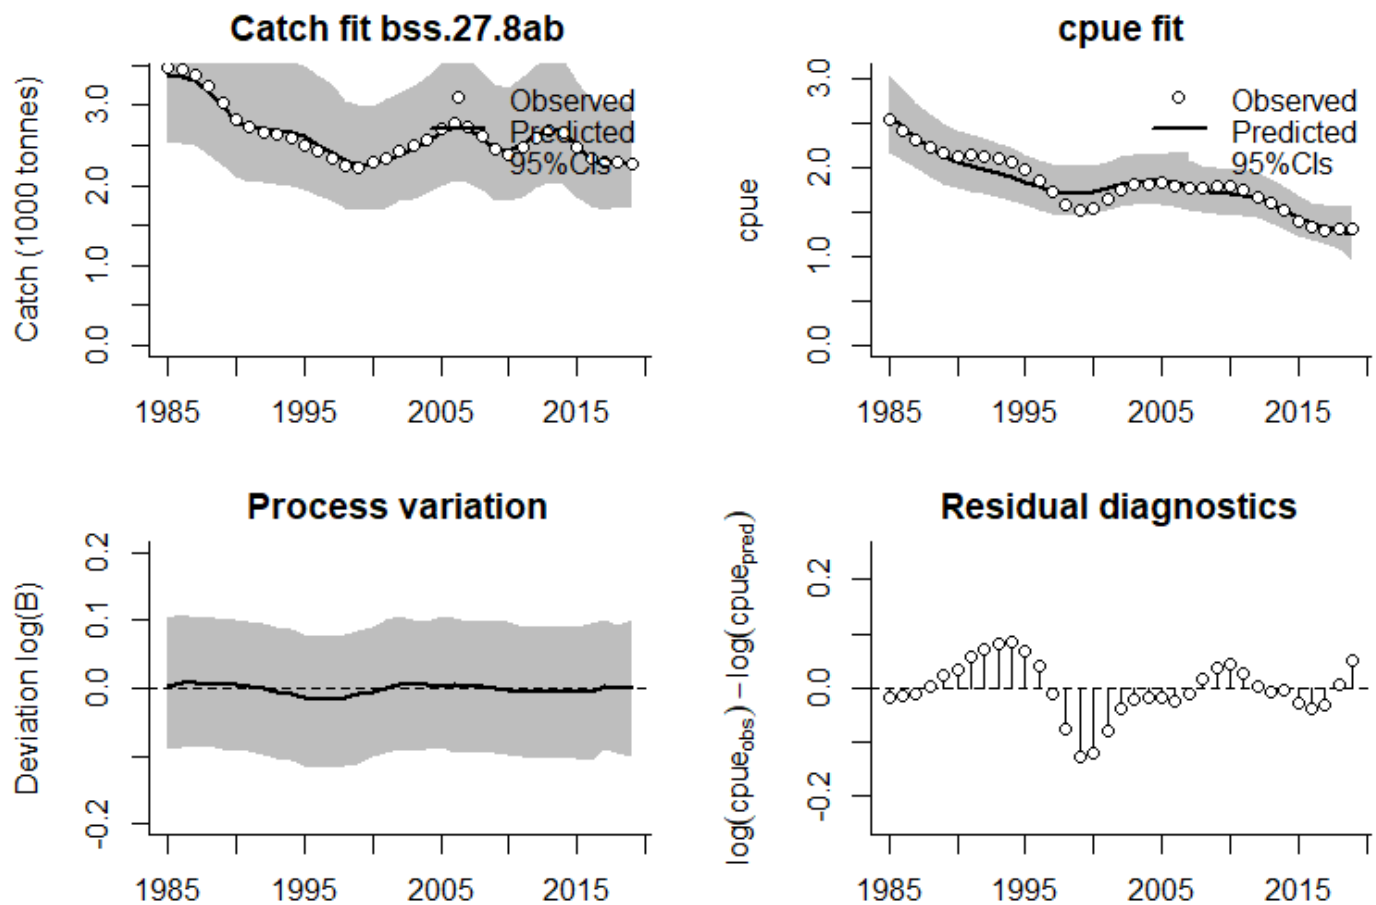 Catch fit bss.27.8ab
Catch (1000 tonnes)
0.0 1.0 2.0 3.0
Observed
Predicted
95%CIs
1985 1995 2005 2015
cpue fit
cpue
0.0 1.0 2.0 3.0
Observed
Predicted
95%CIs
1985 1995 2005 2015
Process variation
Deviation log(B)
-0.2 0.0 0.1 0.2
1985 1995 2005 2015
Residual diagnostics
log(cpue_obs) − log(cpue_pred)
-0.2 0.0 0.2
1985 1995 2005 2015